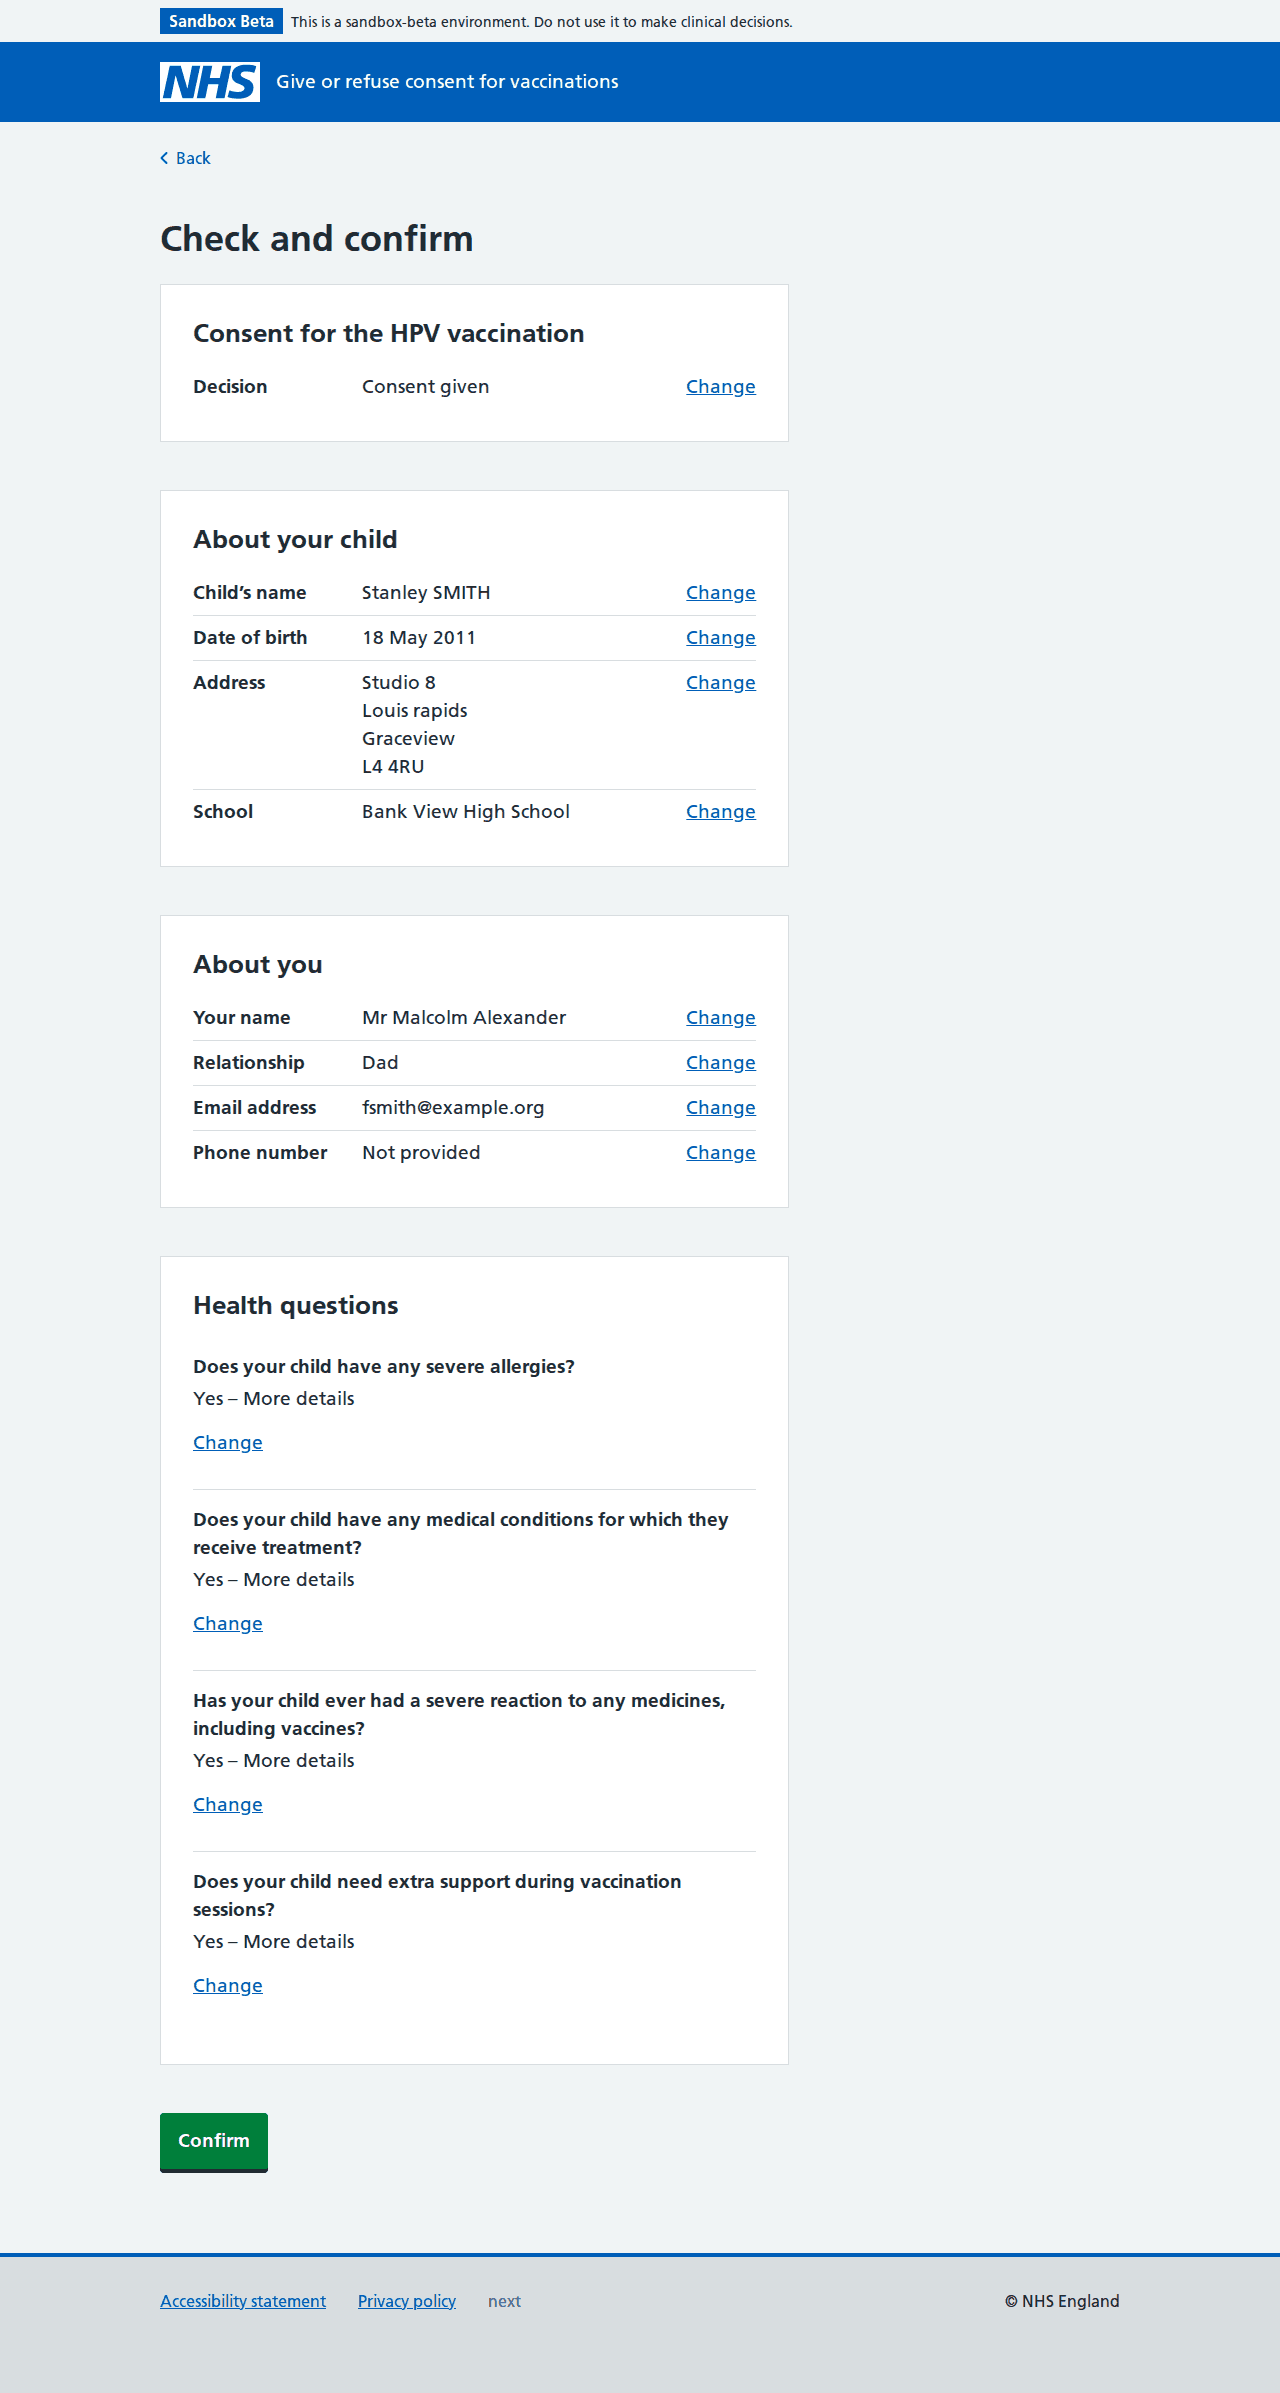 Sandbox Beta This is a sandbox-beta environment. Do not use it to make clinical decisions.
NHS Give or refuse consent for vaccinations
Back
Check and confirm
Consent for the HPV vaccination
Decision Consent given Change
About your child
Child’s name Stanley SMITH Change
Date of birth 18 May 2011 Change
Address Studio 8 Change
Louis rapids
Graceview
L4 4RU
School Bank View High School Change
About you
Your name Mr Malcolm Alexander Change
Relationship Dad Change
Email address fsmith@example.org Change
Phone number Not provided Change
Health questions
Does your child have any severe allergies?
Yes – More details
Change
Does your child have any medical conditions for which they
receive treatment?
Yes – More details
Change
Has your child ever had a severe reaction to any medicines,
including vaccines?
Yes – More details
Change
Does your child need extra support during vaccination
sessions?
Yes – More details
Change
Confirm
Accessibility statement Privacy policy next © NHS England